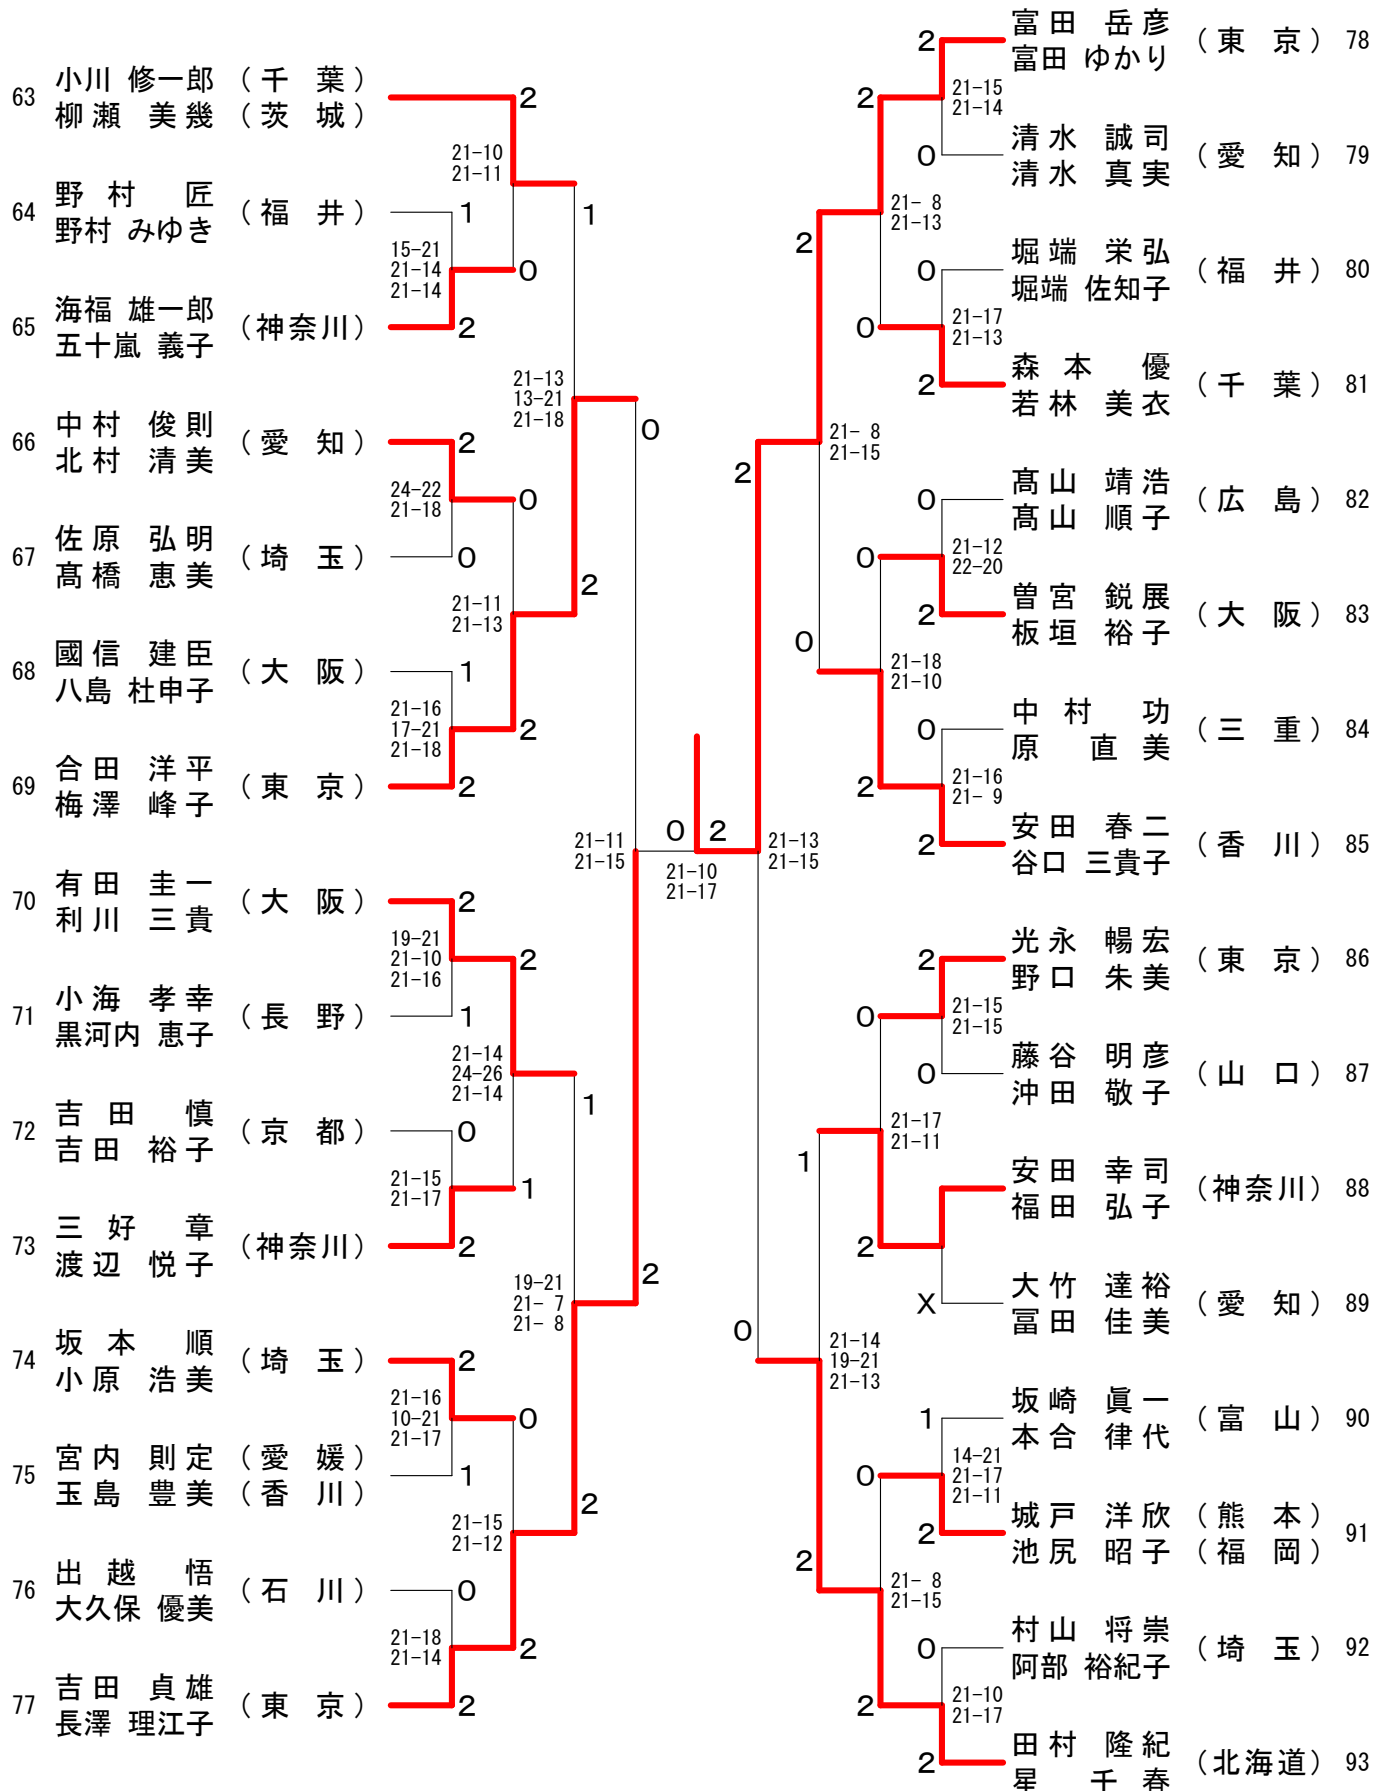 63 小川 修一郎 （千 葉） 2
柳瀬 美幾 （茨 城）
21-10
21-11
64 野村 匠 （福 井） 1
野村 みゆき
1
15-21
21-14
21-14
0
65 海福 雄一郎 （神奈川） 2
五十嵐 義子
21-13
13-21
21-18
0
66 中村 俊則 （愛 知） 2
北村 清美
24-22
21-18
0
67 佐原 弘明 （埼 玉） 0
髙橋 恵美
2
21-11
21-13
68 國信 建臣 （大 阪） 1
八島 杜申子
21-16
17-21
21-18
2
69 合田 洋平 （東 京） 2
梅澤 峰子
21-11
21-15
70 有田 圭一 （大 阪） 2
利川 三貴
19-21
21-10
21-16
2
71 小海 孝幸 （長 野） 1
黒河内 恵子
21-14
24-26
21-14
1
72 吉田 慎 （京 都） 0
吉田 裕子
21-15
21-17
1
73 三好 章 （神奈川） 2
渡辺 悦子
19-21
21- 7
21- 8
2
74 坂本 順 （埼 玉） 2
小原 浩美
21-16
10-21
21-17
0
75 宮内 則定 （愛 媛） 1
玉島 豊美 （香 川）
2
21-15
21-12
76 出越 悟 （石 川） 0
大久保 優美
21-18
21-14
2
77 吉田 貞雄 （東 京） 2
長澤 理江子
0 2
21-10
21-17
2 富田 岳彦 （東 京） 78
富田 ゆかり
2
21-15
21-14
0 清水 誠司 （愛 知） 79
清水 真実
2
21- 8
21-13
0 堀端 栄弘 （福 井） 80
堀端 佐知子
0
21-17
21-13
2 森本 優 （千 葉） 81
若林 美衣
2
21- 8
21-15
0 髙山 靖浩 （広 島） 82
髙山 順子
0
21-12
22-20
2 曽宮 鋭展 （大 阪） 83
板垣 裕子
0
21-18
21-10
0 中村 功 （三 重） 84
原 直美
2
21-16
21- 9
2 安田 春二 （香 川） 85
谷口 三貴子
21-13
21-15
2 光永 暢宏 （東 京） 86
野口 朱美
0
21-15
21-15
0 藤谷 明彦 （山 口） 87
沖田 敬子
1
21-17
21-11
安田 幸司 （神奈川） 88
福田 弘子
2
X 大竹 達裕 （愛 知） 89
冨田 佳美
0
21-14
19-21
21-13
1 坂崎 眞一 （富 山） 90
本合 律代
0
14-21
21-17
21-11
2 城戸 洋欣 （熊 本） 91
池尻 昭子 （福 岡）
2
21- 8
21-15
0 村山 将崇 （埼 玉） 92
阿部 裕紀子
2
21-10
21-17
2 田村 隆紀 （北海道） 93
星 千春